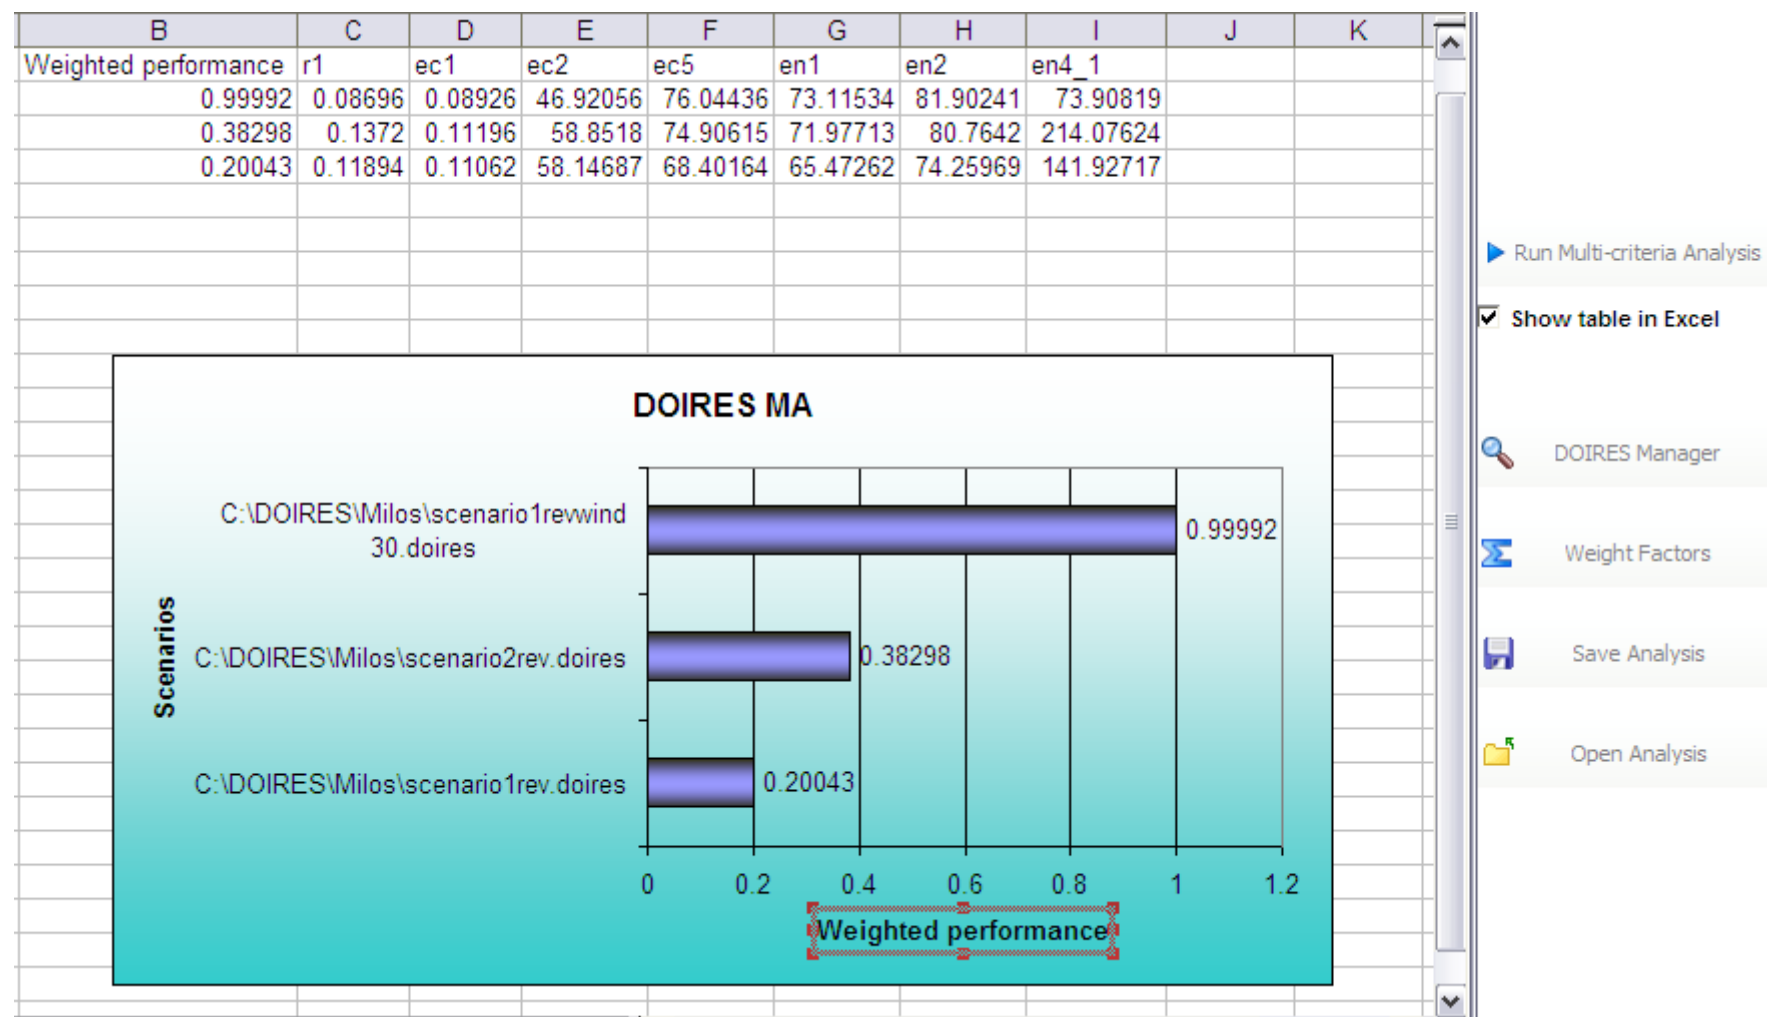 B C D E F G H I J K
Weighted performance r1 ec1 ec2 ec5 en1 en2 en4_1
0.99992 0.08696 0.08926 46.92056 76.04436 73.11534 81.90241 73.90819
0.38298 0.1372 0.11196 58.8518 74.90615 71.97713 80.7642 214.07624
0.20043 0.11894 0.11062 58.14687 68.40164 65.47262 74.25969 141.92717
Run Multi-criteria Analysis
Show table in Excel
DOIRES Manager
Weight Factors
Save Analysis
Open Analysis
DOIRES MA
Scenarios
C:\DOIRES\Milos\scenario1revwind
30.doires
0.99992
C:\DOIRES\Milos\scenario2rev.doires
0.38298
C:\DOIRES\Milos\scenario1rev.doires
0.20043
0 0.2 0.4 0.6 0.8 1 1.2
Weighted performance